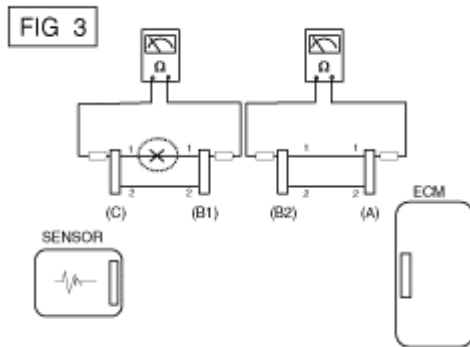 FIG 3
Ω Ω
1 1 1 1
2 2 2 2
(C) (B1) (B2) (A)
ECM
SENSOR